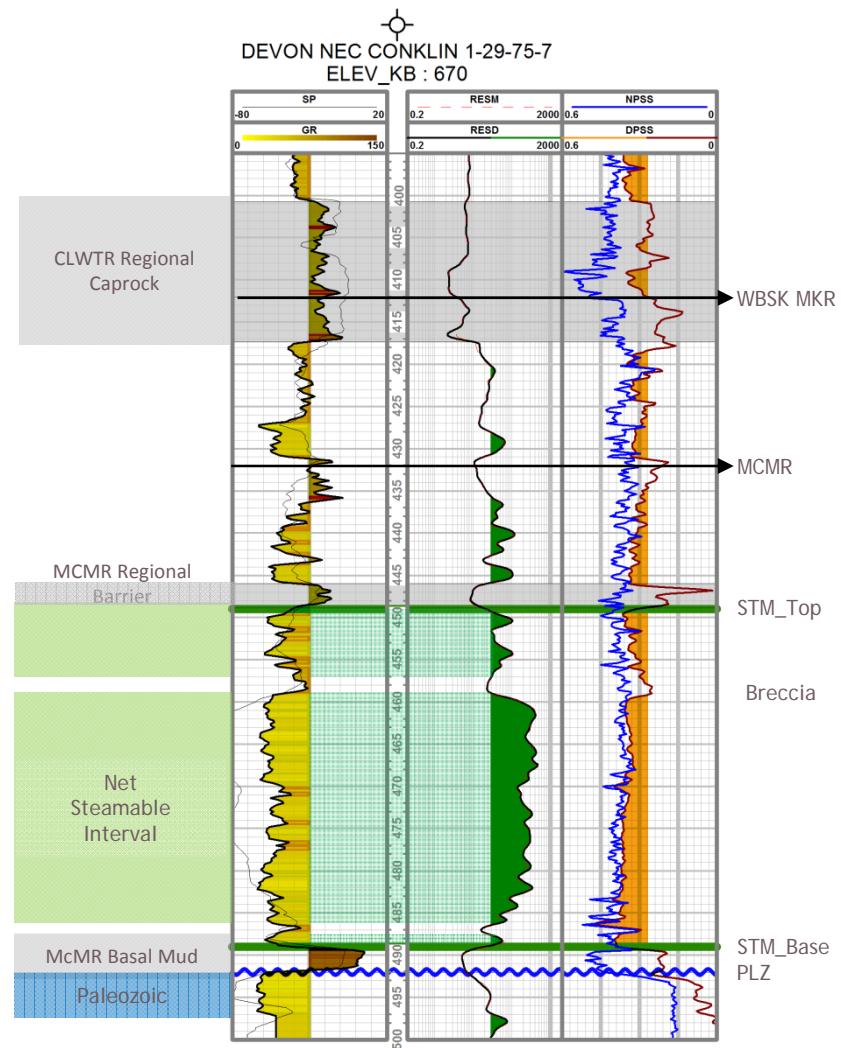 DEVON NEC CONKLIN 1-29-75-7
ELEV_KB : 670
SP
-80 20
GR
0 150
RESM
0.2 2000
RESD
0.2 2000
NPSS
0.6 0
DPSS
0.6 0
400
405
410
415
420
425
430
435
440
445
450
455
460
465
470
475
480
485
490
495
500
CLWTR Regional
Caprock
WBSK MKR
MCMR
MCMR Regional
Barrier
STM_Top
Breccia
Net
Steamable
Interval
McMR Basal Mud
STM_Base
PLZ
Paleozoic